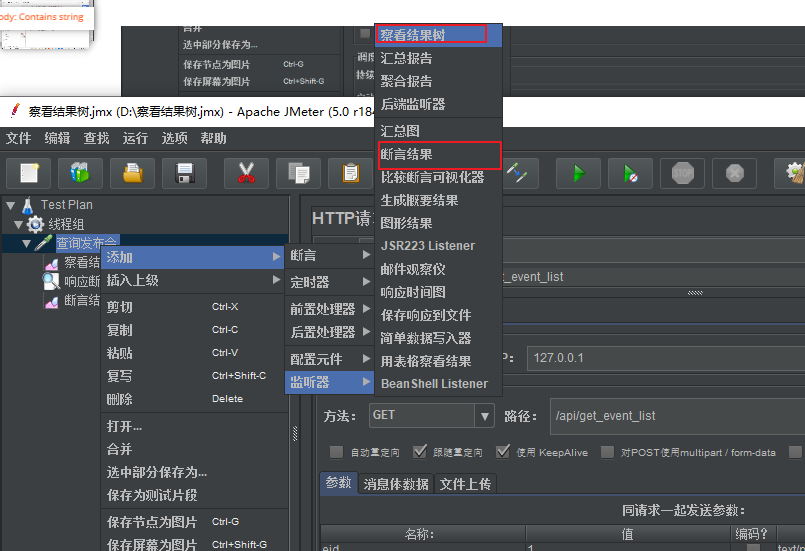 ody: Contains string
合并
选中部分保存为...
保存节点为图片 Ctrl-G
保存屏幕为图片 Ctrl+Shift-G
察看结果树
汇总报告
聚合报告
后端监听器
汇总图
断言结果
比较断言可视化器
生成概要结果
图形结果
JSR223 Listener
邮件观察仪
响应时间图
保存响应到文件
简单数据写入器
用表格察看结果
BeanShell Listener
察看结果树.jmx (D:\察看结果树.jmx) - Apache JMeter (5.0 r184
文件 编辑 查找 运行 选项 帮助
STOP
Test Plan
线程组
查询发布会
察看结
响应断
断言结
添加
插入上级
剪切 Ctrl-X
复制 Ctrl-C
粘贴 Ctrl-V
复写 Ctrl+Shift-C
删除 Delete
打开...
合并
选中部分保存为...
保存为测试片段
保存节点为图片 Ctrl-G
保存屏幕为图片 Ctrl+Shift-G
断言
定时器
前置处理器
后置处理器
配置元件
监听器
HTTP请
t_event_list
P: 127.0.0.1
方法: GET 路径: /api/get_event_list
自动重定向 跟随重定向 使用 KeepAlive 对POST使用multipart / form-data
参数 消息体数据 文件上传
同请求一起发送参数:
名称: 值 编码?
eid 1 text/p